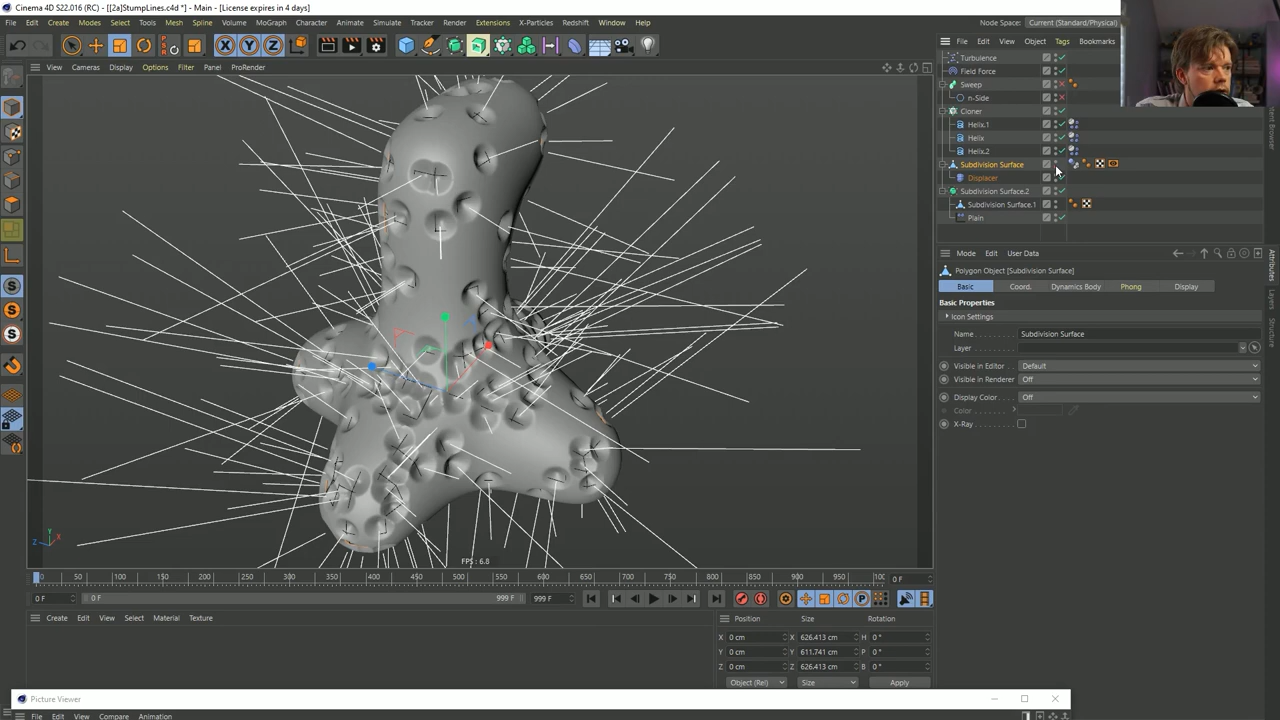 Cinema 4D S22.016 (RC) - [License expires in 4 days] - [[2a]StumpLines.c4d *] - Main
File Edit Create Modes Select Tools Mesh Spline Volume MoGraph Character Animate Simulate Tracker Render Extensions X-Particles Redshift Window Help Node Space: Current (Standard/Physical)
X Y Z
File Edit View Object Tags Bookmarks
View Cameras Display Options Filter Panel ProRender
Turbulence
Field Force
Sweep
n-Side
Cloner
Helix.1
Helix
Helix.2
Subdivision Surface
Displacer
Subdivision Surface.2
Subdivision Surface.1
Plain
Mode Edit User Data
Polygon Object [Subdivision Surface]
Basic Coord. Dynamics Body Phong Display
Basic Properties
Icon Settings
Name Subdivision Surface
Layer
Visible in Editor Default
Visible in Renderer Off
Display Color Off
Color
X-Ray
Attributes
Layers
Structure
Y
Z X
FPS : 6.8
0 50 100 150 200 250 300 350 400 450 500 550 600 650 700 750 800 850 900 950 100 0 F
0 F 0 F 999 F 999 F
Create Edit View Select Material Texture
Position Size Rotation
X 0 cm X 626.413 cm H 0 °
Y 0 cm Y 611.741 cm P 0 °
Z 0 cm Z 626.413 cm B 0 °
Object (Rel) Size Apply
Picture Viewer
File Edit View Compare Animation